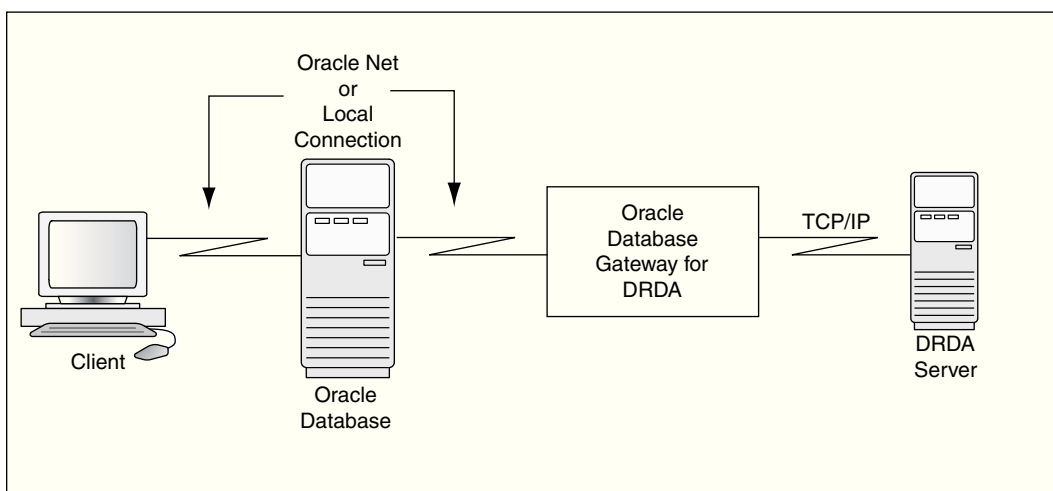 Oracle Net
or
Local
Connection
Client
Oracle
Database
Oracle
Database
Gateway for
DRDA
TCP/IP
DRDA
Server